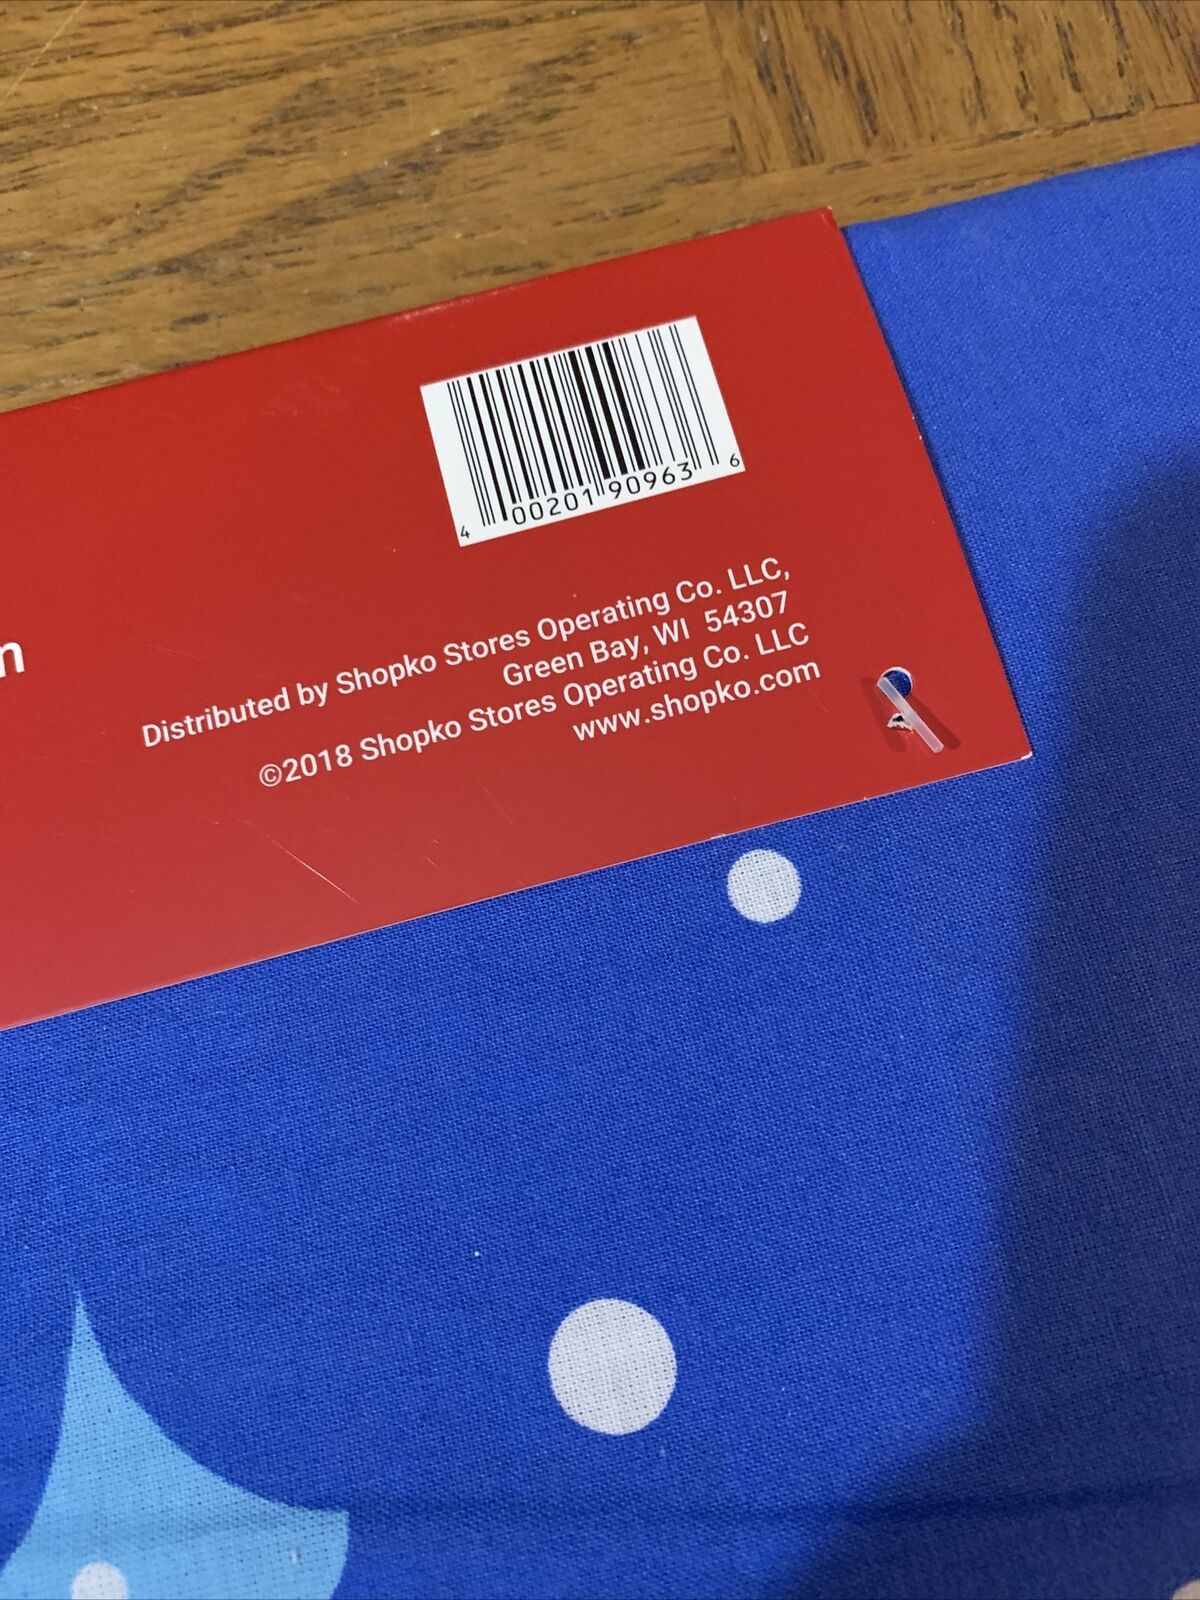 4 00201 90963 6
m
Distributed by Shopko Stores Operating Co. LLC,
Green Bay, WI 54307
©2018 Shopko Stores Operating Co. LLC
www.shopko.com